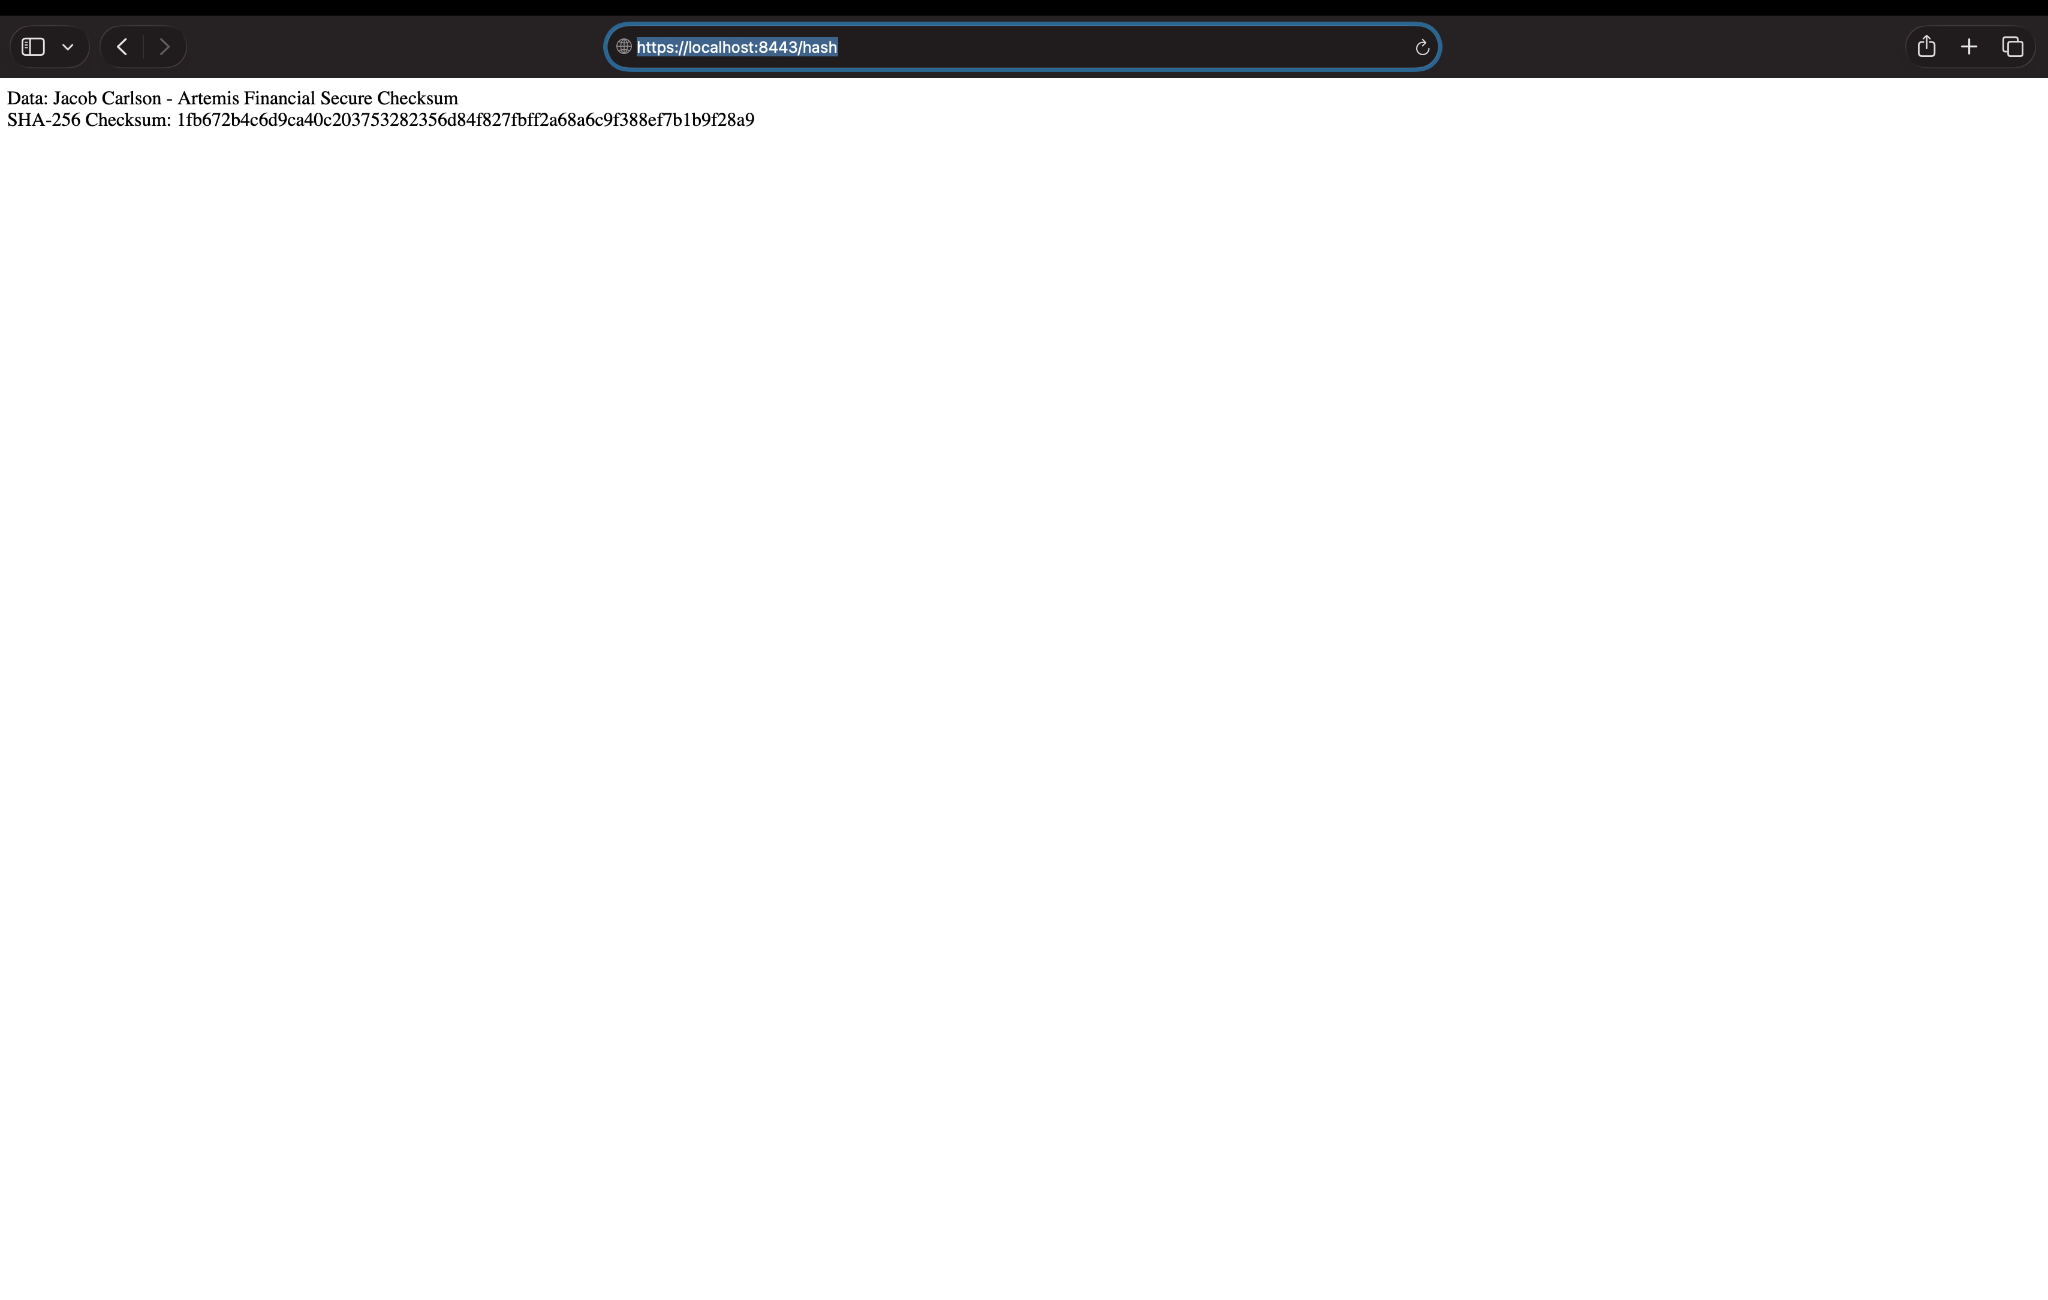 https://localhost:8443/hash
Data: Jacob Carlson - Artemis Financial Secure Checksum
SHA-256 Checksum: 1fb672b4c6d9ca40c203753282356d84f827fbff2a68a6c9f388ef7b1b9f28a9